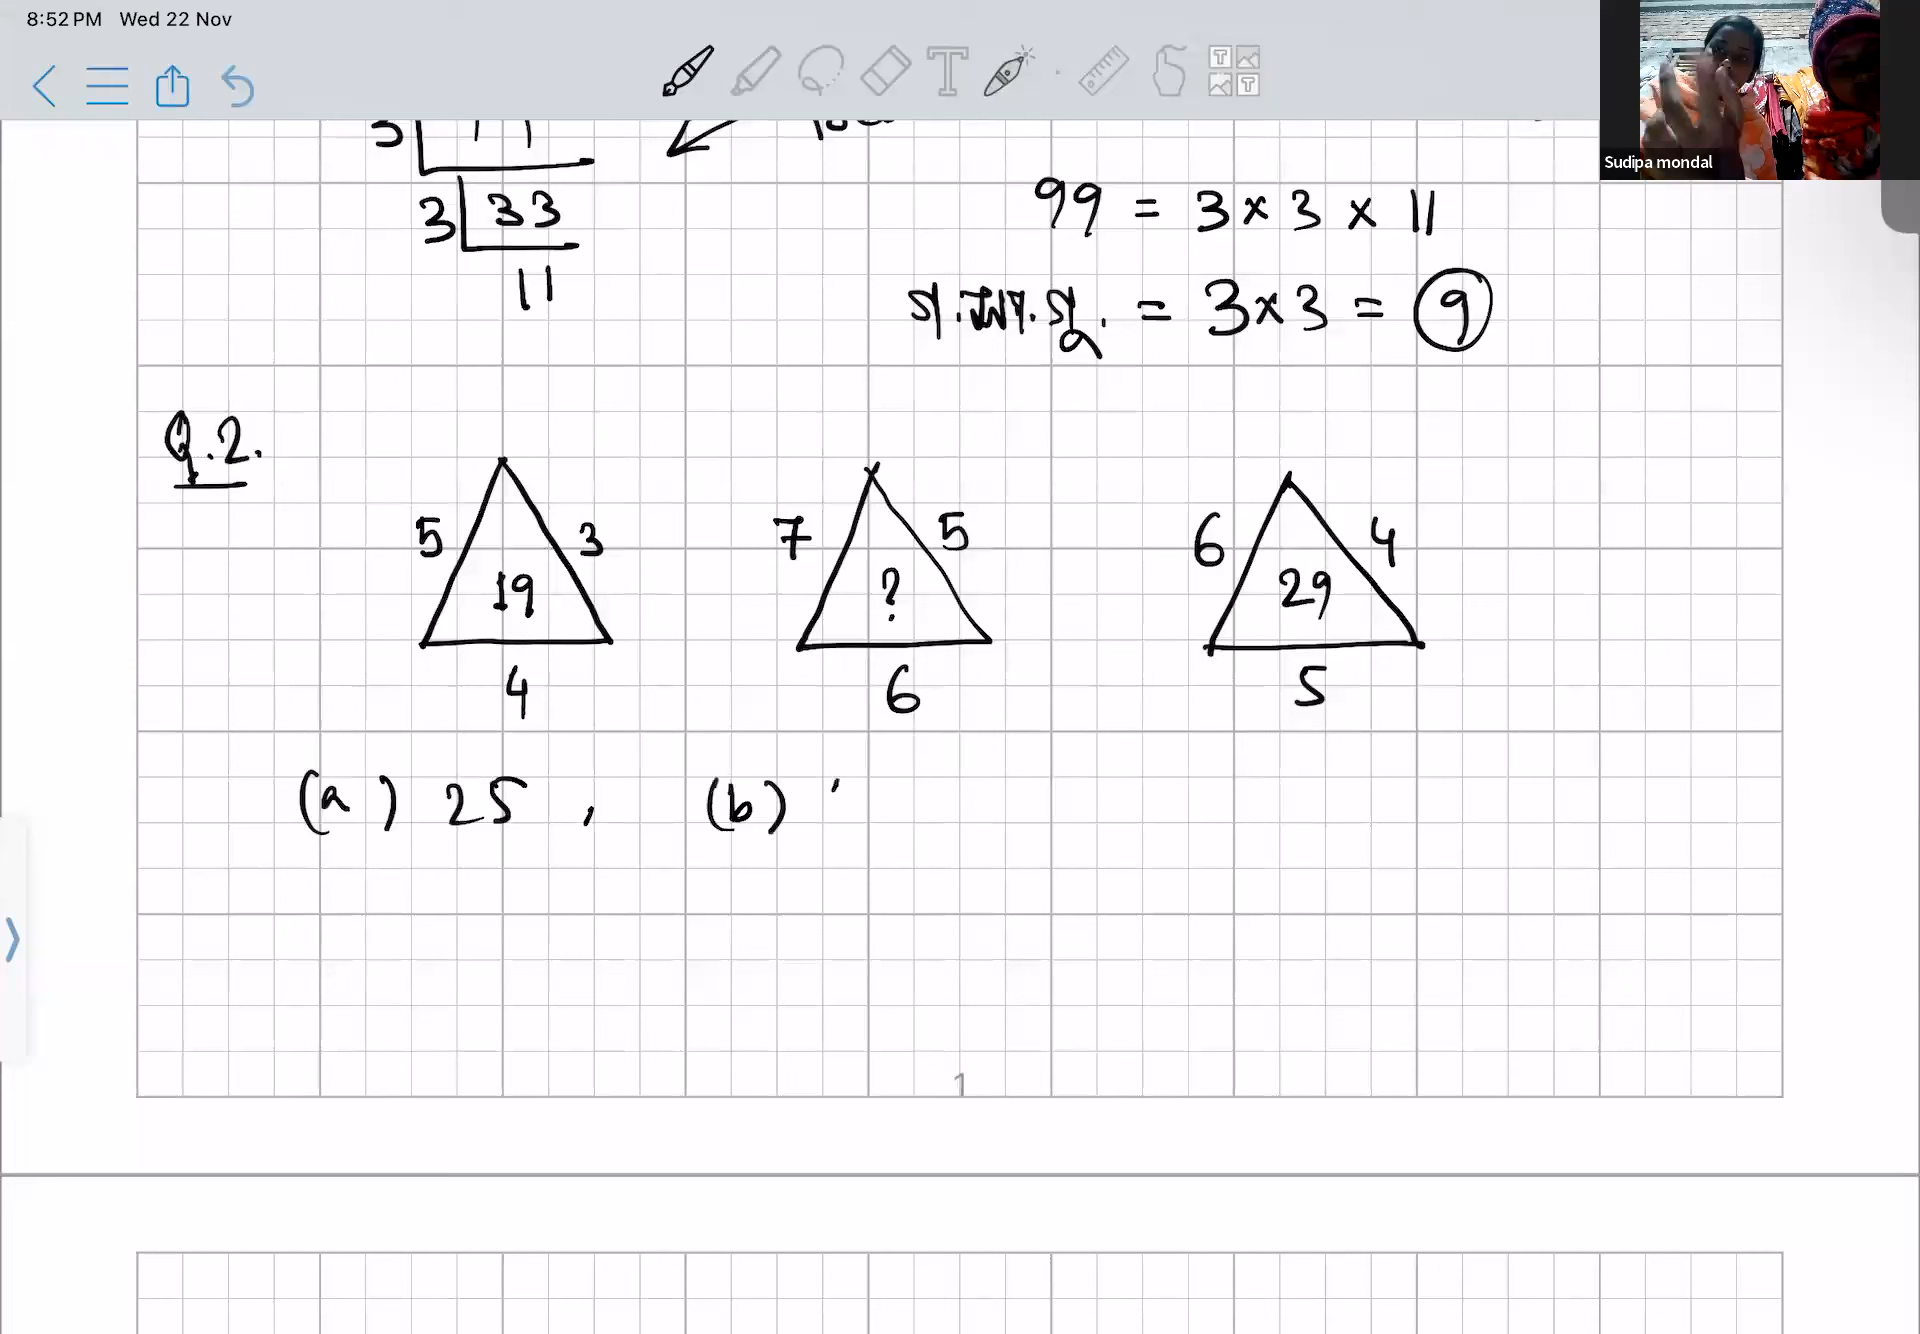 8:52 PM Wed 22 Nov
Sudipa mondal
3 33
11
99 = 3 x 3 x 11
গ.সা.গু. = 3 x 3 = 9
Q.2.
5 3 7 5 6 4
19 ? 29
4 6 5
(a) 25 , (b)
1